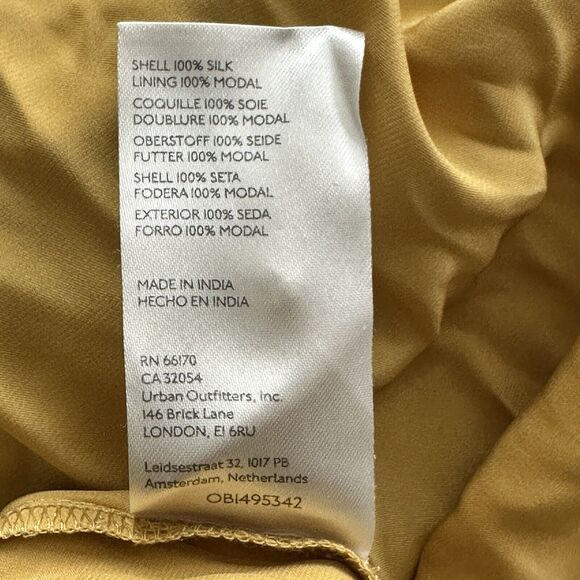 SHELL 100% SILK
LINING 100% MODAL
COQUILLE 100% SOIE
DOUBLURE 100% MODAL
OBERSTOFF 100% SEIDE
FUTTER 100% MODAL
SHELL 100% SETA
FODERA 100% MODAL
EXTERIOR 100% SEDA
FORRO 100% MODAL
MADE IN INDIA
HECHO EN INDIA
RN 66170
CA 32054
Urban Outfitters, Inc.
146 Brick Lane
LONDON, E1 6RU
Leidsestraat 32, 1017 PB
Amsterdam, Netherlands
OB1495342